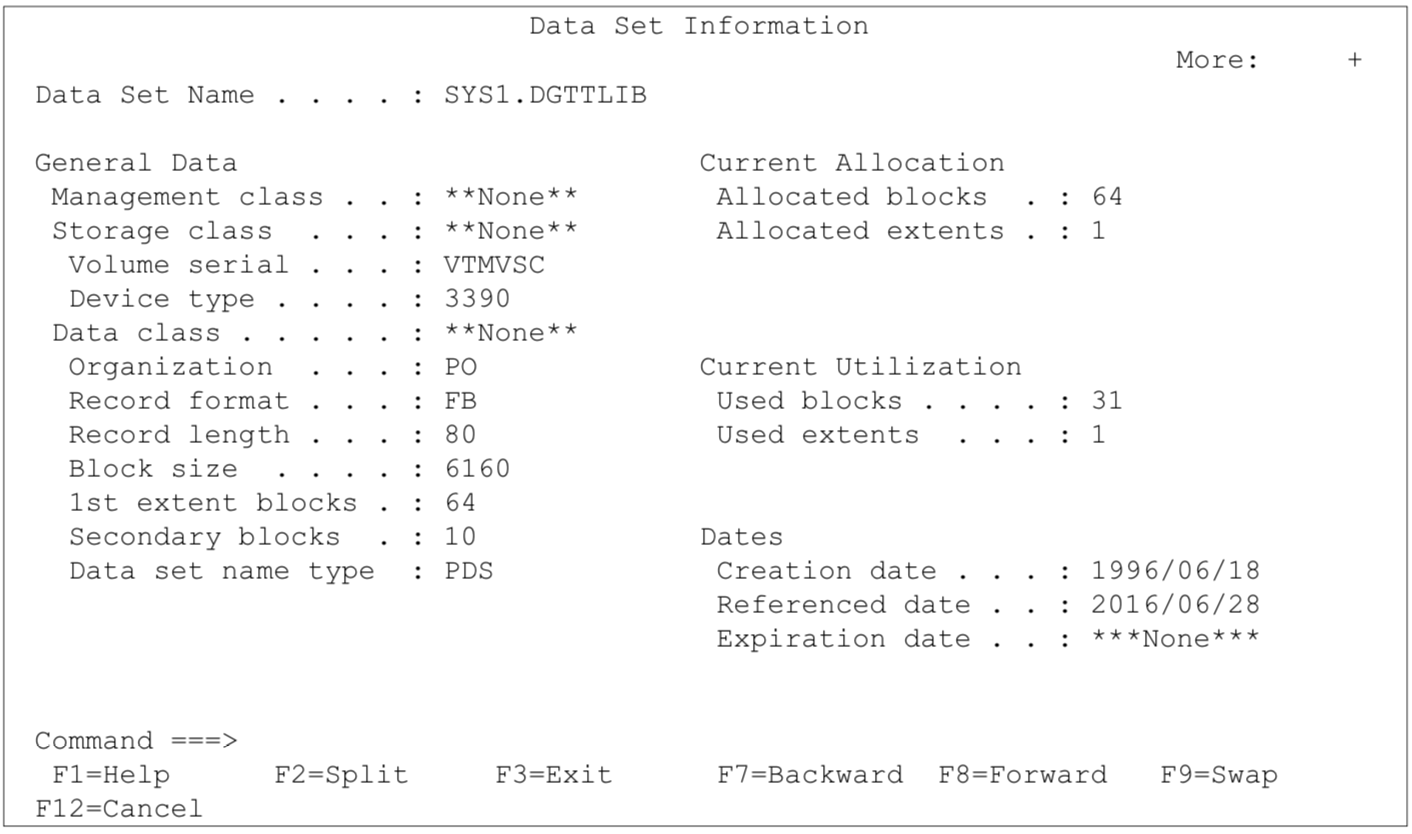 Data Set Information
More:     +
Data Set Name . . . . : SYS1.DGTTLIB
General Data                           Current Allocation
 Management class . . : **None**        Allocated blocks  . : 64
 Storage class  . . . : **None**        Allocated extents . : 1
  Volume serial . . . : VTMVSC
  Device type . . . . : 3390
 Data class . . . . . : **None**
  Organization  . . . : PO             Current Utilization
  Record format . . . : FB              Used blocks . . . . : 31
  Record length . . . : 80              Used extents  . . . : 1
  Block size  . . . . : 6160
  1st extent blocks . : 64
  Secondary blocks  . : 10             Dates
  Data set name type  : PDS             Creation date . . . : 1996/06/18
                                        Referenced date . . : 2016/06/28
                                        Expiration date . . : ***None***
Command ===>
 F1=Help      F2=Split     F3=Exit      F7=Backward  F8=Forward   F9=Swap
F12=Cancel